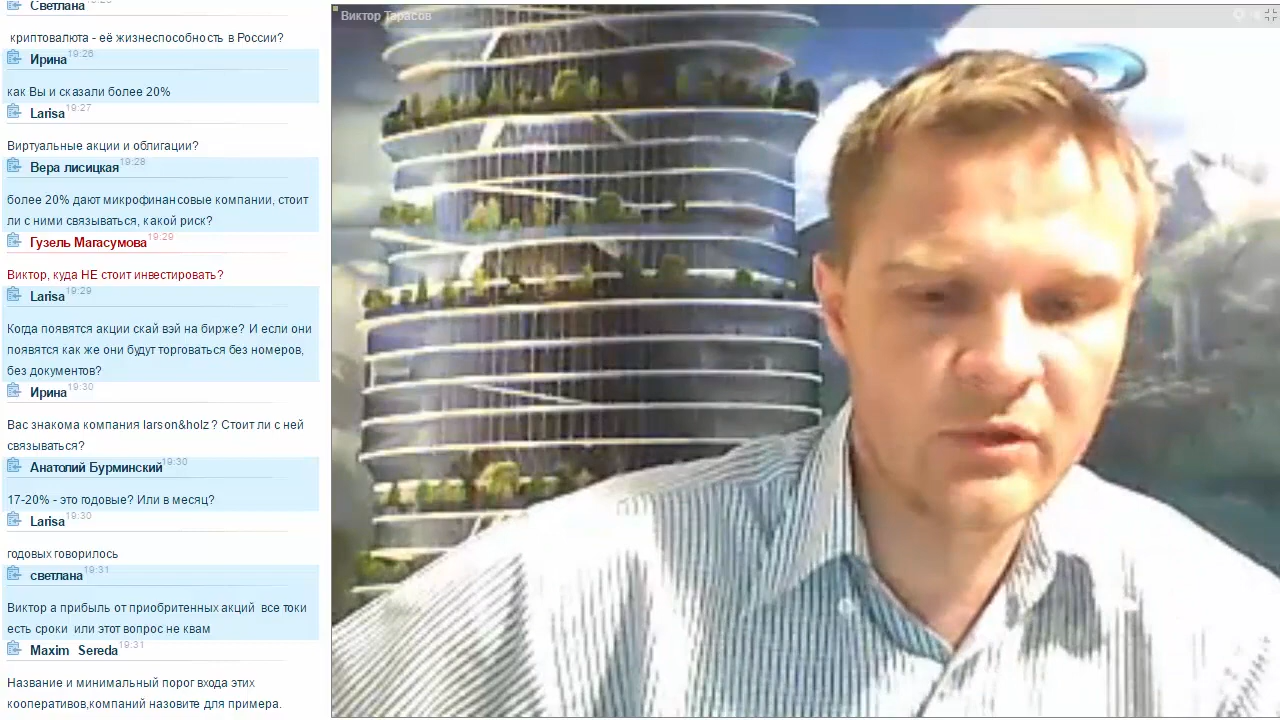 Светлана
криптовалюта - её жизнеспособность в России?
Ирина 19:26
как Вы и сказали более 20%
Larisa 19:27
Виртуальные акции и облигации?
Вера лисицкая 19:28
более 20% дают микрофинансовые компании, стоит
ли с ними связываться, какой риск?
Гузель Магасумова 19:29
Виктор, куда НЕ стоит инвестировать?
Larisa 19:29
Когда появятся акции скай вэй на бирже? И если они
появятся как же они будут торговаться без номеров,
без документов?
Ирина 19:30
Вас знакома компания larson&holz? Стоит ли с ней
связываться?
Анатолий Бурминский 19:30
17-20% - это годовые? Или в месяц?
Larisa 19:30
годовых говорилось
светлана 19:31
Виктор а прибыль от приобритенных акций все токи
есть сроки или этот вопрос не квам
Maxim Sereda 19:31
Название и минимальный порог входа этих
кооперативов,компаний назовите для примера.
Виктор Тарасов